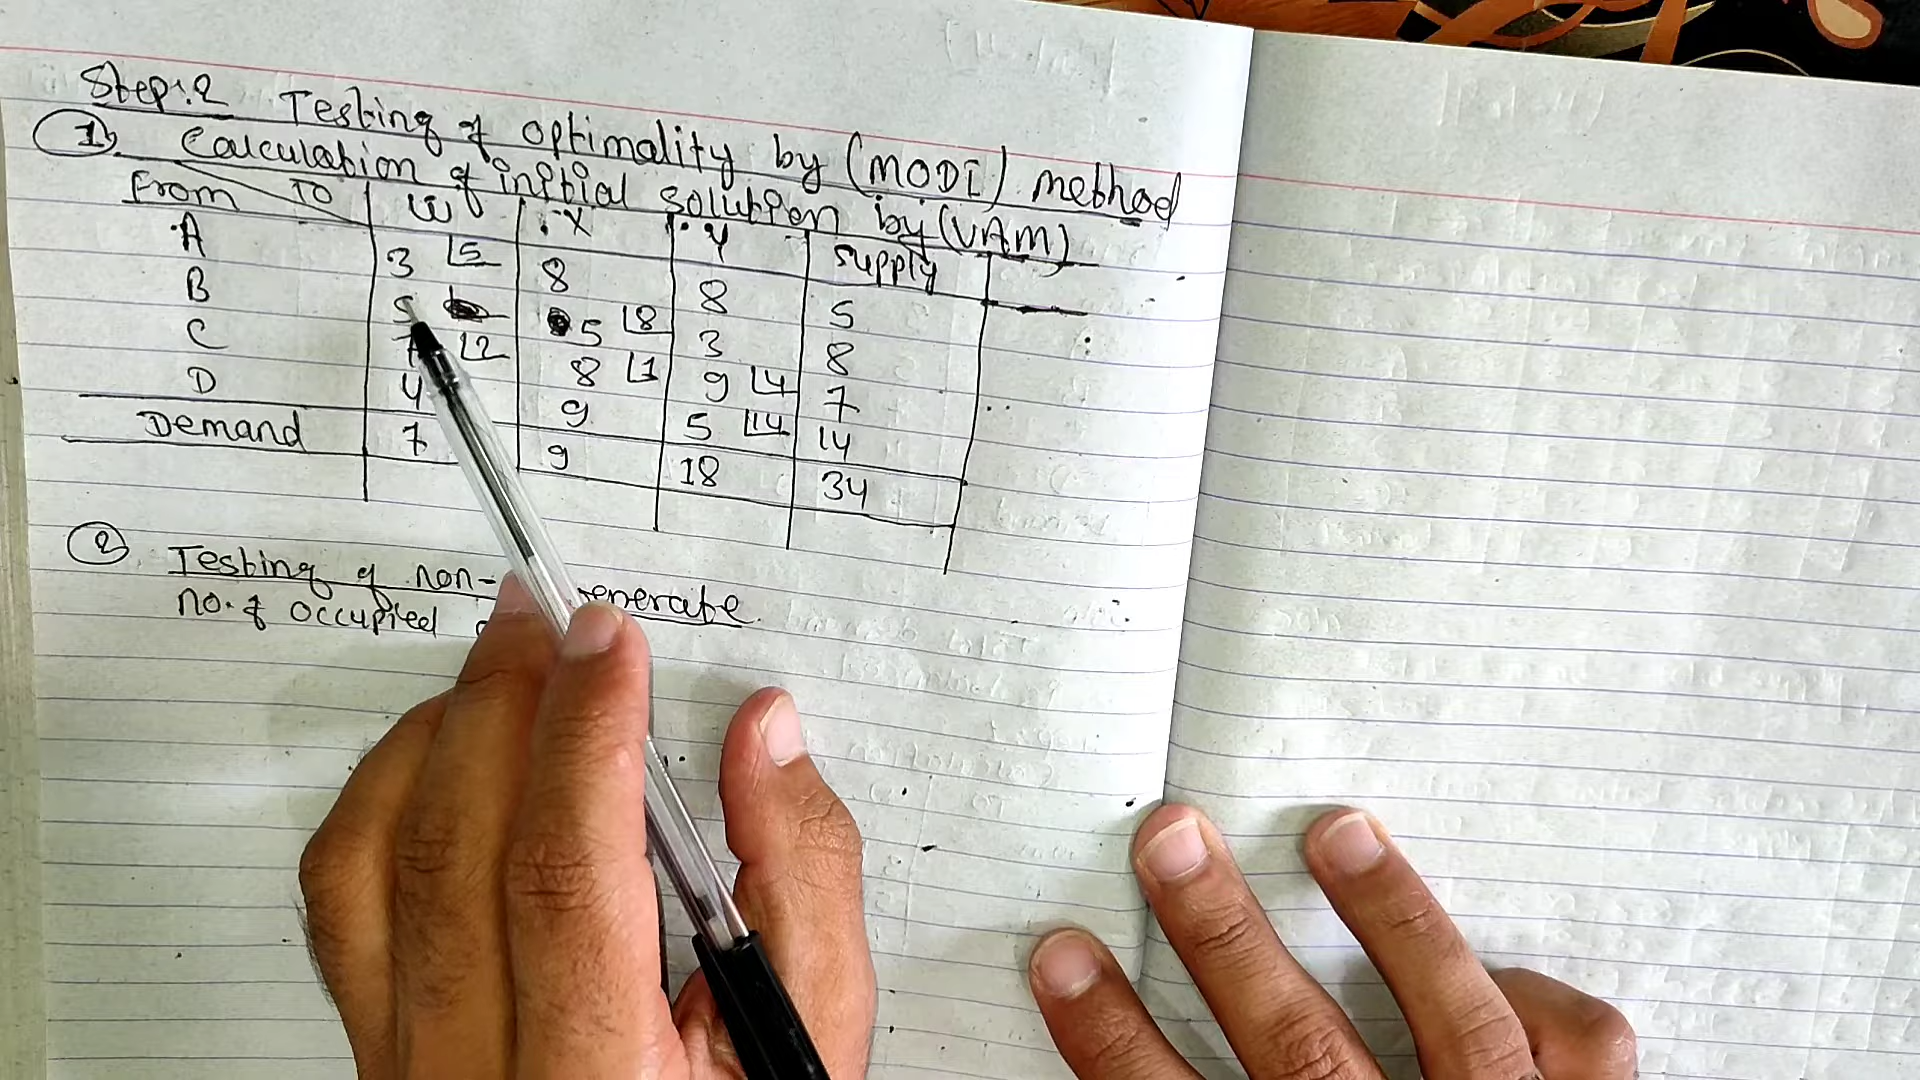 Step:2 Testing of optimality by (MODI) method
1 Calculation of initial solution by (VAM)
From TO W X Y Supply
A 3 5 8 8 5
B 5 5 8 3 8
C 7 2 8 1 9 4 7
D 4 9 5 14 14
Demand 7 9 18 34
2 Testing of non-
no. of occupied